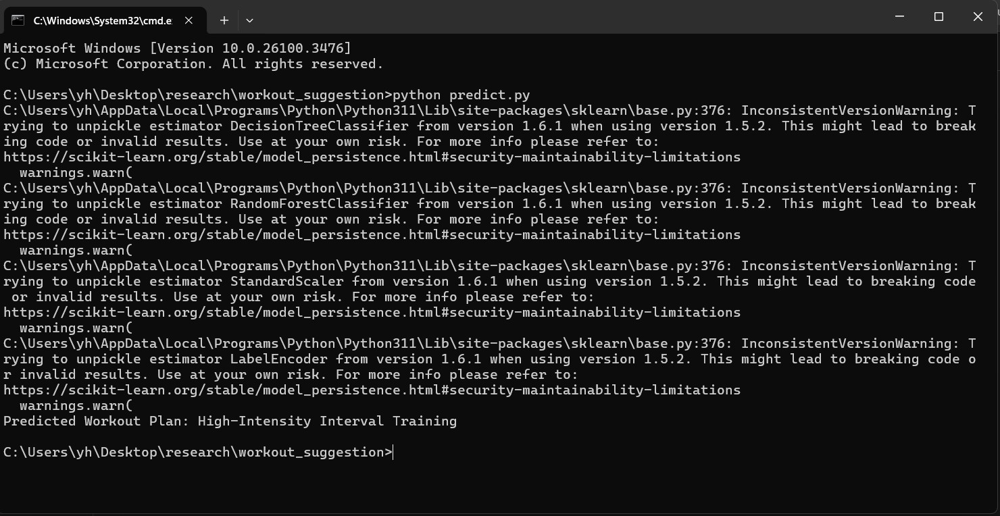 C:\Windows\System32\cmd.e
Microsoft Windows [Version 10.0.26100.3476]
(c) Microsoft Corporation. All rights reserved.
C:\Users\yh\Desktop\research\workout_suggestion>python predict.py
C:\Users\yh\AppData\Local\Programs\Python\Python311\Lib\site-packages\sklearn\base.py:376: InconsistentVersionWarning: T
rying to unpickle estimator DecisionTreeClassifier from version 1.6.1 when using version 1.5.2. This might lead to break
ing code or invalid results. Use at your own risk. For more info please refer to:
https://scikit-learn.org/stable/model_persistence.html#security-maintainability-limitations
  warnings.warn(
C:\Users\yh\AppData\Local\Programs\Python\Python311\Lib\site-packages\sklearn\base.py:376: InconsistentVersionWarning: T
rying to unpickle estimator RandomForestClassifier from version 1.6.1 when using version 1.5.2. This might lead to break
ing code or invalid results. Use at your own risk. For more info please refer to:
https://scikit-learn.org/stable/model_persistence.html#security-maintainability-limitations
  warnings.warn(
C:\Users\yh\AppData\Local\Programs\Python\Python311\Lib\site-packages\sklearn\base.py:376: InconsistentVersionWarning: T
rying to unpickle estimator StandardScaler from version 1.6.1 when using version 1.5.2. This might lead to breaking code
 or invalid results. Use at your own risk. For more info please refer to:
https://scikit-learn.org/stable/model_persistence.html#security-maintainability-limitations
  warnings.warn(
C:\Users\yh\AppData\Local\Programs\Python\Python311\Lib\site-packages\sklearn\base.py:376: InconsistentVersionWarning: T
rying to unpickle estimator LabelEncoder from version 1.6.1 when using version 1.5.2. This might lead to breaking code o
r invalid results. Use at your own risk. For more info please refer to:
https://scikit-learn.org/stable/model_persistence.html#security-maintainability-limitations
  warnings.warn(
Predicted Workout Plan: High-Intensity Interval Training
C:\Users\yh\Desktop\research\workout_suggestion>